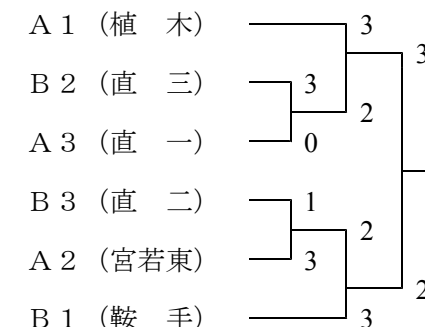 A1（植　木）　3
3
B2（直　三）　3
2
A3（直　一）　0
B3（直　二）　1
2
A2（宮若東）　3
2
B1（鞍　手）　3